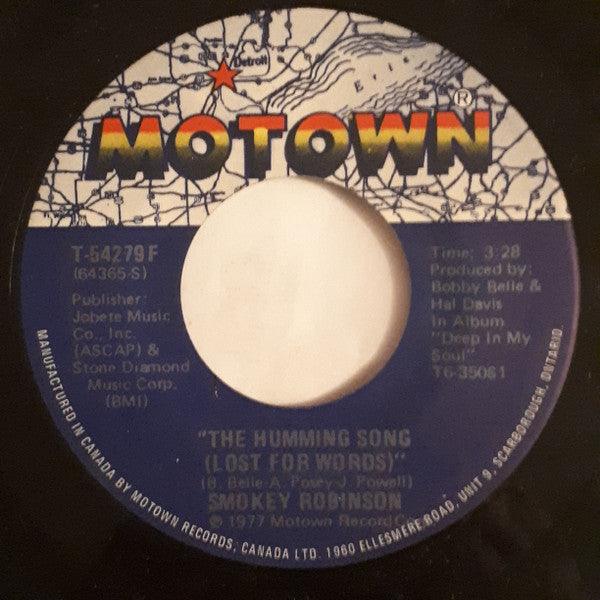 Detroit
Erie
MOTOWN®
T-54279F
(64365-S)
Publisher:
Jobete Music
Co., Inc.
(ASCAP) &
Stone Diamond
Music Corp.
(BMI)
Time: 3:28
Produced by:
Bobby Belle &
Hal Davis
In Album
"Deep In My
Soul"
T6-350S1
"THE HUMMING SONG
(LOST FOR WORDS)"
(B. Belle-A. Posey-J. Powell)
SMOKEY ROBINSON
℗ 1977 Motown Record
MANUFACTURED IN CANADA BY MOTOWN RECORDS, CANADA LTD. 1960 ELLESMERE ROAD, UNIT 9, SCARBOROUGH, ONTARIO.